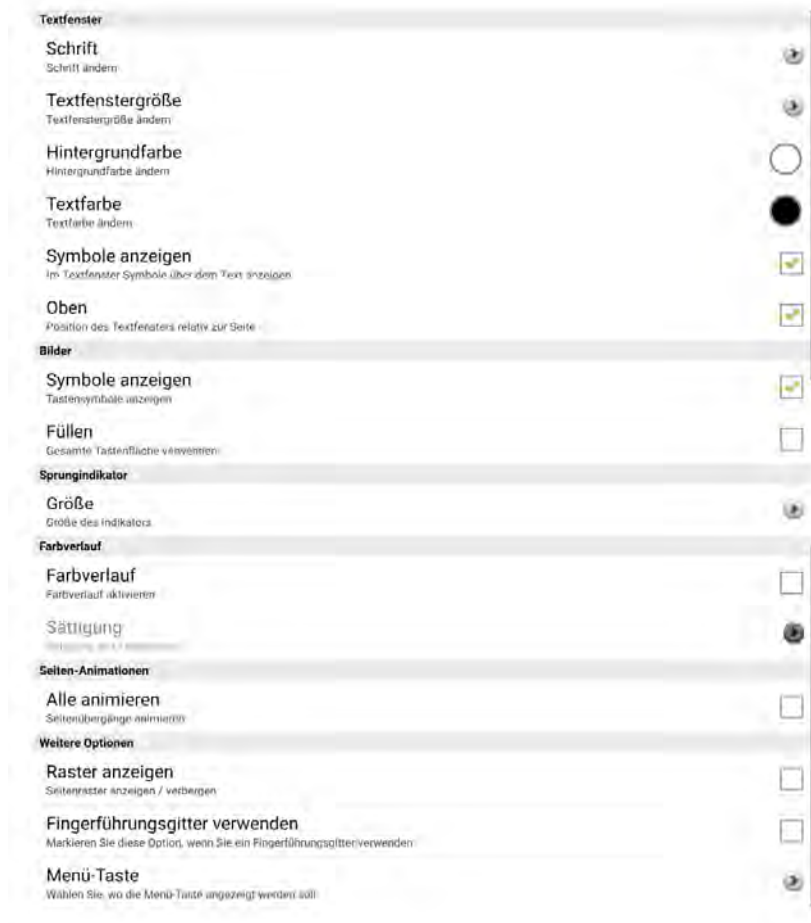 Textfenster
Schrift
Schrift ändern
Textfenstergröße
Textfenstergröße ändern
Hintergrundfarbe
Hintergrundfarbe ändern
Textfarbe
Textfarbe ändern
Symbole anzeigen
Im Textfenster Symbole über dem Text anzeigen
Oben
Position des Textfensters relativ zur Seite
Bilder
Symbole anzeigen
Tastensymbole anzeigen
Füllen
Gesamte Tastenfläche verwenden
Sprungindikator
Größe
Größe des Indikators
Farbverlauf
Farbverlauf
Farbverlauf aktivieren
Sättigung
Seiten-Animationen
Alle animieren
Seitenübergänge animieren
Weitere Optionen
Raster anzeigen
Seitenraster anzeigen / verbergen
Fingerführungsgitter verwenden
Markieren Sie diese Option, wenn Sie ein Fingerführungsgitter verwenden
Menü-Taste
Wählen Sie, wo die Menü-Taste angezeigt werden soll